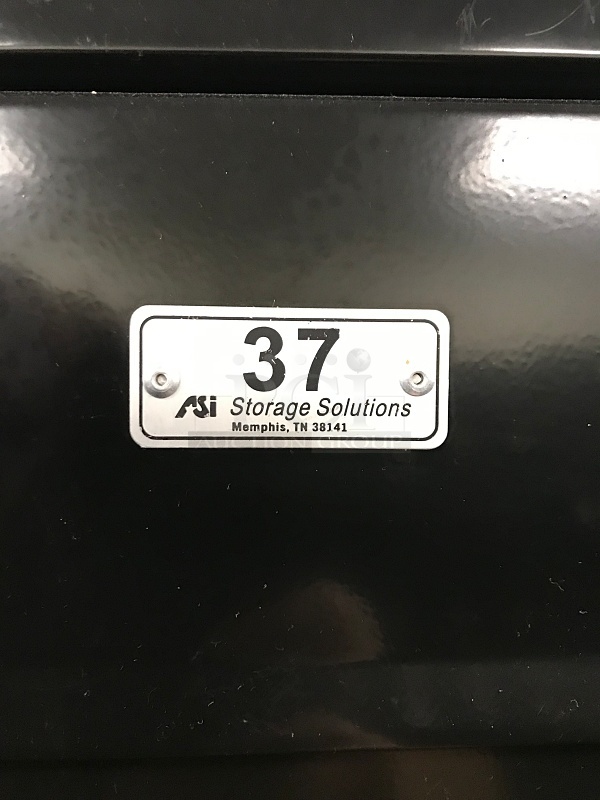 37
ASi Storage Solutions
Memphis, TN 38141